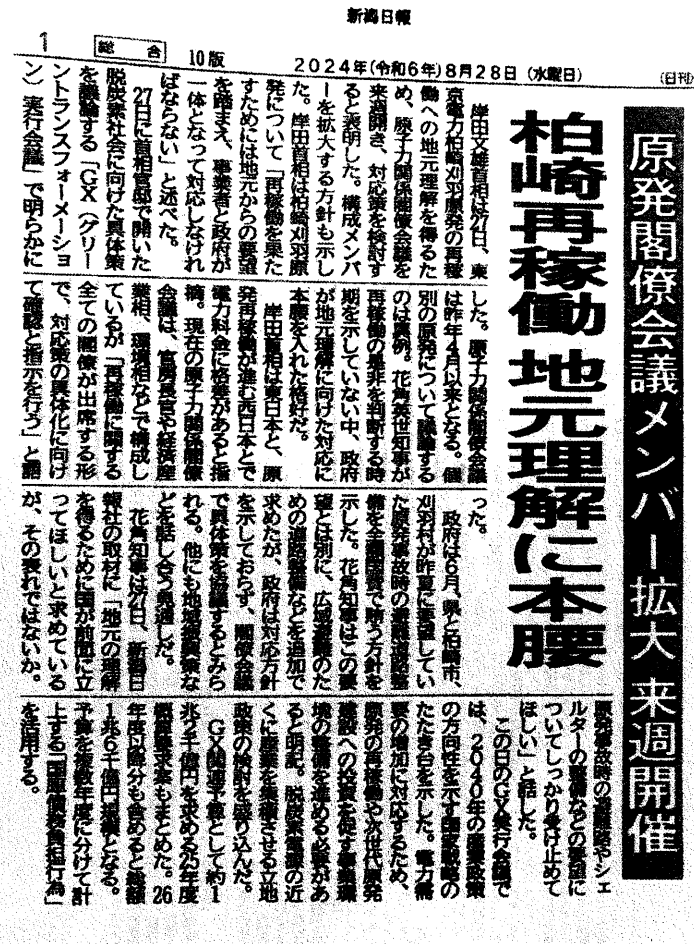 新潟日報
1
総合
10版
2024年(令和6年)8月28日(水曜日)
(日刊)
原発閣僚会議メンバー拡大 来週開催
柏崎再稼働 地元理解に本腰
岸田文雄首相は27日、東
京電力柏崎刈羽原発の再稼
働への地元理解を得るた
め、原子力関係閣僚会議を
来週開き、対応策を検討す
ると表明した。構成メンバ
ーを拡大する方針も示し
た。岸田首相は柏崎刈羽原
発について「再稼働を果た
すためには地元からの要望
を踏まえ、事業者と政府が
一体となって対応しなけれ
ばならない」と述べた。
27日に首相官邸で開いた
脱炭素社会に向けた具体策
を議論する「GX(グリー
ントランスフォーメーショ
ン)実行会議」で明らかに
した。原子力関係閣僚会議
は昨年4月以来となる。個
別の原発について議論する
のは異例。花角英世知事が
再稼働の是非を判断する時
期を示していない中、政府
が地元理解に向けた対応に
本腰を入れた格好だ。
岸田首相は東日本と、原
発再稼働が進む西日本とで
電力料金に格差があると指
摘。現在の原子力関係閣僚
会議は、官房長官や経済産
業相、環境相などで構成し
ているが「再稼働に関する
全ての閣僚が出席する形
で、対応策の具体化に向け
て確認と指示を行う」と語
った。
政府は6月、県と柏崎市、
刈羽村が昨夏に要望してい
た原発事故時の避難道路整
備を全額国費で賄う方針を
示した。花角知事はこの要
望とは別に、広域避難のた
めの道路整備などを追加で
求めたが、政府は対応方針
を示しておらず、閣僚会議
で具体策を協議するとみら
れる。他にも地域振興策な
どを話し合う見通しだ。
花角知事は27日、新潟日
報社の取材に「地元の理解
を得るために国が前面に立
ってほしいと求めている
が、その表れではないか。
原発事故時の避難路やシェ
ルターの整備などの要望に
ついてしっかり受け止めて
ほしい」と話した。
この日のGX実行会議で
は、2040年の産業政策
の方向性を示す国家戦略の
たたき台を示した。電力需
要の増加に対応するため、
原発の再稼働や次世代原発
建設への投資を促す事業環
境の整備を進める必要があ
ると明記。脱炭素電源の近
くに産業を集積させる立地
政策の検討を盛り込んだ。
GX関連予算として約1
兆2千億円を求める25年度
概算要求案もまとめた。26
年度以降分も含めると総額
1兆6千億円規模となる。
予算を複数年度に分けて計
上する「国庫債務負担行為」
を活用する。